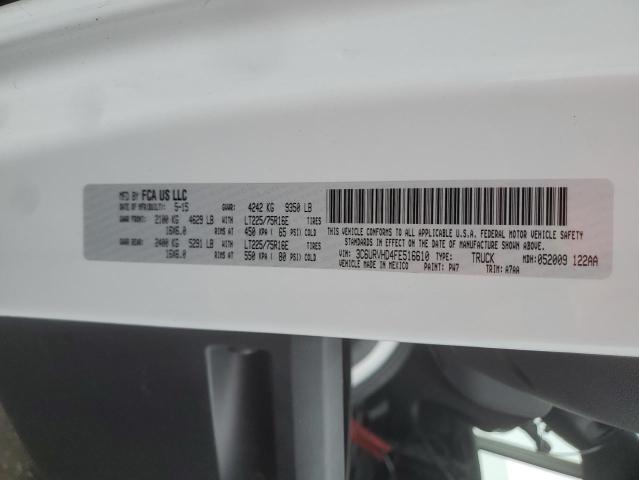 MFD BY FCA US LLC
DATE OF MFR(BUILT): 5-15 GVWR: 4242 KG 9350 LB
GAWR FRONT: 2100 KG 4629 LB WITH LT225/75R16E TIRES
16X6.0 RIMS AT 450 KPA ( 65 PSI) COLD
GAWR REAR: 2400 KG 5291 LB WITH LT225/75R16E TIRES
16X6.0 RIMS AT 550 KPA ( 80 PSI) COLD
THIS VEHICLE CONFORMS TO ALL APPLICABLE U.S.A. FEDERAL MOTOR VEHICLE SAFETY
STANDARDS IN EFFECT ON THE DATE OF MANUFACTURE SHOWN ABOVE.
VIN: 3C6URVHD4FE516610 TYPE: TRUCK MDH: 052009 122AA
VEHICLE MADE IN MEXICO PAINT: PW7 TRIM: A7AA